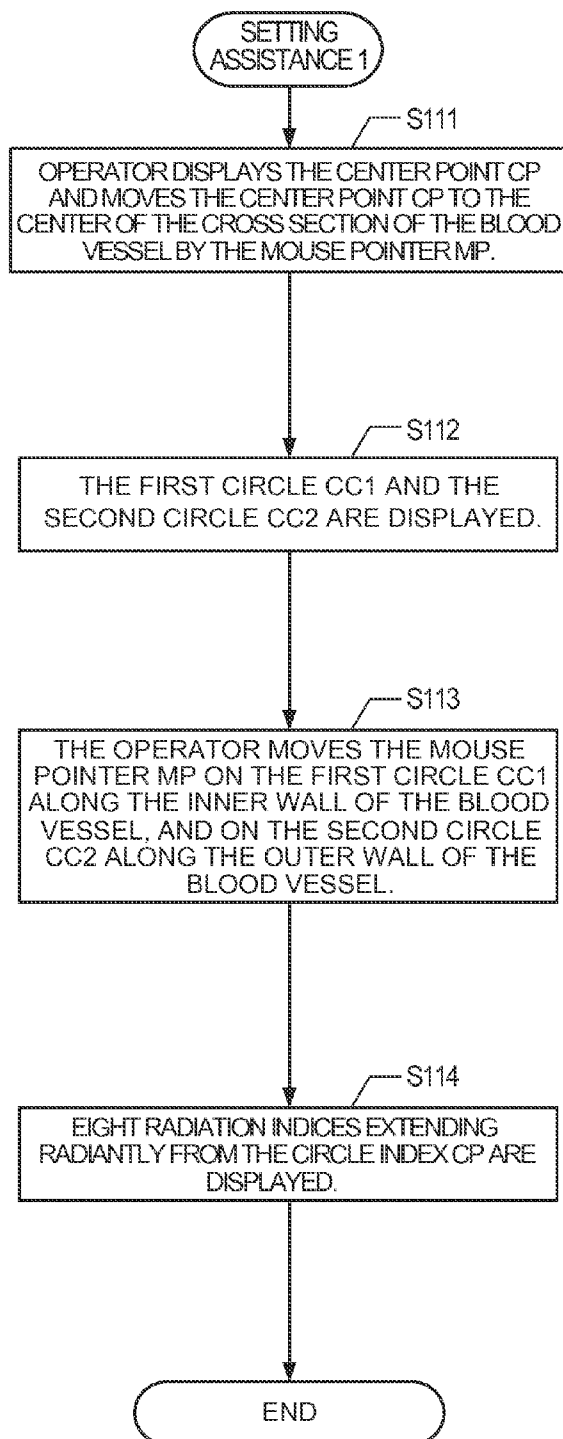 SETTING
ASSISTANCE 1
S111
OPERATOR DISPLAYS THE CENTER POINT CP
AND MOVES THE CENTER POINT CP TO THE
CENTER OF THE CROSS SECTION OF THE BLOOD
VESSEL BY THE MOUSE POINTER MP.
S112
THE FIRST CIRCLE CC1 AND THE
SECOND CIRCLE CC2 ARE DISPLAYED.
S113
THE OPERATOR MOVES THE MOUSE
POINTER MP ON THE FIRST CIRCLE CC1
ALONG THE INNER WALL OF THE BLOOD
VESSEL, AND ON THE SECOND CIRCLE
CC2 ALONG THE OUTER WALL OF THE
BLOOD VESSEL.
S114
EIGHT RADIATION INDICES EXTENDING
RADIANTLY FROM THE CIRCLE INDEX CP ARE
DISPLAYED.
END